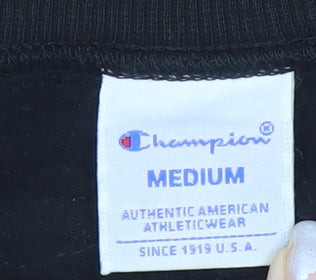 Champion®
MEDIUM
AUTHENTIC AMERICAN
ATHLETICWEAR
SINCE 1919 U.S.A.